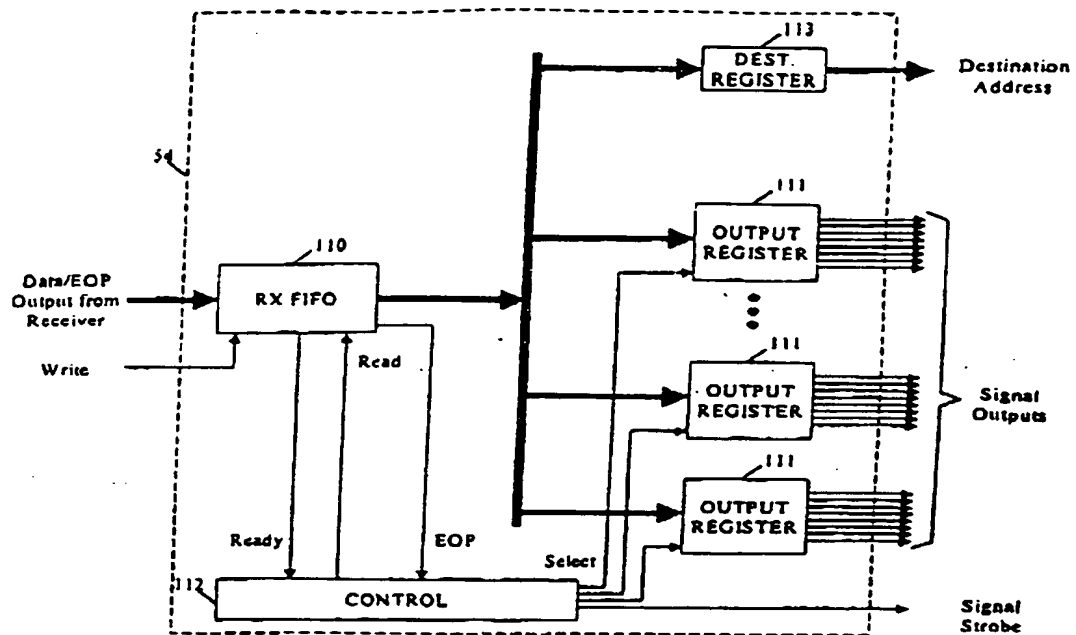 113
DEST.
REGISTER
Destination
Address
54
111
OUTPUT
REGISTER
110
Data/EOP
Output from
Receiver
RX FIFO
Write
Read
111
OUTPUT
REGISTER
Signal
Outputs
111
OUTPUT
REGISTER
Ready
EOP
Select
112
CONTROL
Signal
Strobe